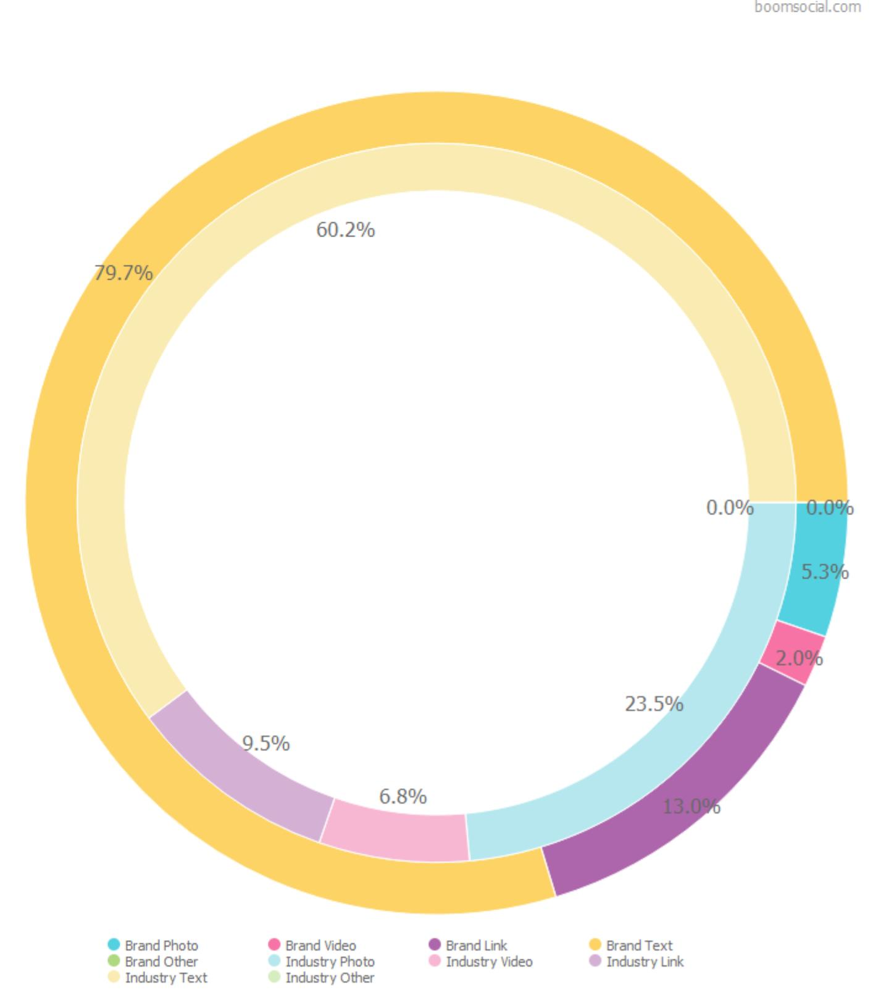 boomsocial.com
60.2%
79.7%
0.0% 0.0%
5.3%
2.0%
23.5%
9.5%
6.8%
13.0%
Brand Photo Brand Video Brand Link Brand Text
Brand Other Industry Photo Industry Video Industry Link
Industry Text Industry Other